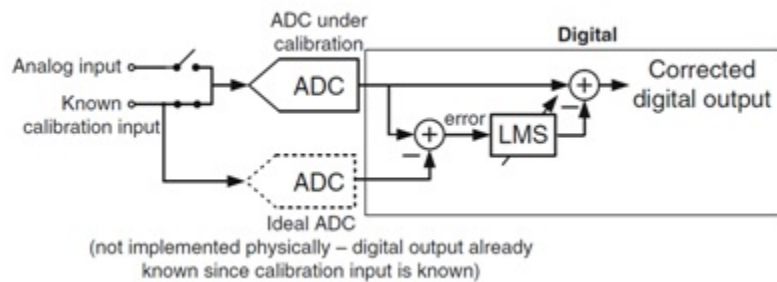 ADC under
calibration
Digital
Analog input
ADC
Corrected
digital output
Known
calibration input
+
+
−
−
error
LMS
ADC
Ideal ADC
(not implemented physically – digital output already
known since calibration input is known)